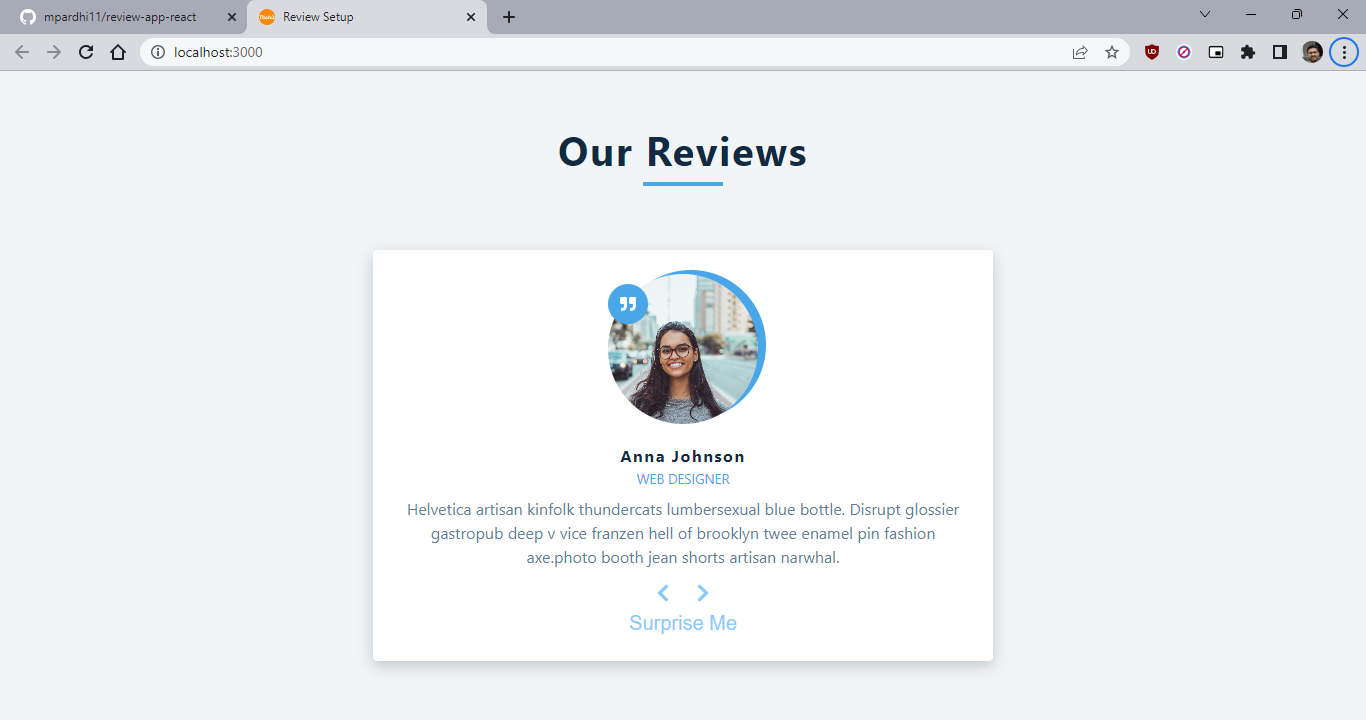 mpardhi11/review-app-react
Review Setup
localhost:3000
Our Reviews
Anna Johnson
WEB DESIGNER
Helvetica artisan kinfolk thundercats lumbersexual blue bottle. Disrupt glossier
gastropub deep v vice franzen hell of brooklyn twee enamel pin fashion
axe.photo booth jean shorts artisan narwhal.
Surprise Me